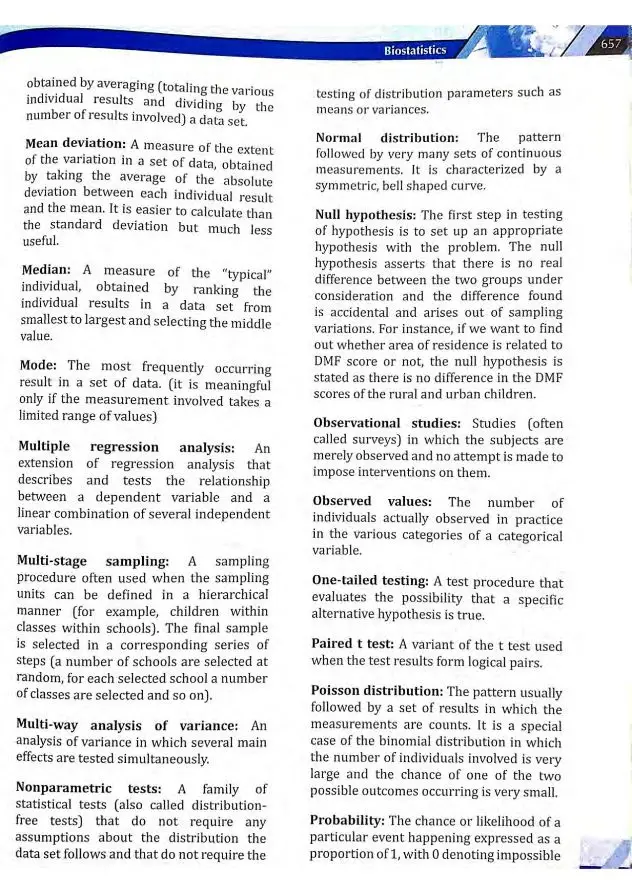 Biostatistics
657
obtained by averaging (totaling the various
individual results and dividing by the
number of results involved) a data set.
Mean deviation: A measure of the extent
of the variation in a set of data, obtained
by taking the average of the absolute
deviation between each individual result
and the mean. It is easier to calculate than
the standard deviation but much less
useful.
Median: A measure of the "typical"
individual, obtained by ranking the
individual results in a data set from
smallest to largest and selecting the middle
value.
Mode: The most frequently occurring
result in a set of data. (it is meaningful
only if the measurement involved takes a
limited range of values)
Multiple regression analysis: An
extension of regression analysis that
describes and tests the relationship
between a dependent variable and a
linear combination of several independent
variables.
Multi-stage sampling: A sampling
procedure often used when the sampling
units can be defined in a hierarchical
manner (for example, children within
classes within schools). The final sample
is selected in a corresponding series of
steps (a number of schools are selected at
random, for each selected school a number
of classes are selected and so on).
Multi-way analysis of variance: An
analysis of variance in which several main
effects are tested simultaneously.
Nonparametric tests: A family of
statistical tests (also called distribution-
free tests) that do not require any
assumptions about the distribution the
data set follows and that do not require the
testing of distribution parameters such as
means or variances.
Normal distribution: The pattern
followed by very many sets of continuous
measurements. It is characterized by a
symmetric, bell shaped curve.
Null hypothesis: The first step in testing
of hypothesis is to set up an appropriate
hypothesis with the problem. The null
hypothesis asserts that there is no real
difference between the two groups under
consideration and the difference found
is accidental and arises out of sampling
variations. For instance, if we want to find
out whether area of residence is related to
DMF score or not, the null hypothesis is
stated as there is no difference in the DMF
scores of the rural and urban children.
Observational studies: Studies (often
called surveys) in which the subjects are
merely observed and no attempt is made to
impose interventions on them.
Observed values: The number of
individuals actually observed in practice
in the various categories of a categorical
variable.
One-tailed testing: A test procedure that
evaluates the possibility that a specific
alternative hypothesis is true.
Paired t test: A variant of the t test used
when the test results form logical pairs.
Poisson distribution: The pattern usually
followed by a set of results in which the
measurements are counts. It is a special
case of the binomial distribution in which
the number of individuals involved is very
large and the chance of one of the two
possible outcomes occurring is very small.
Probability: The chance or likelihood of a
particular event happening expressed as a
proportion of 1, with 0 denoting impossible